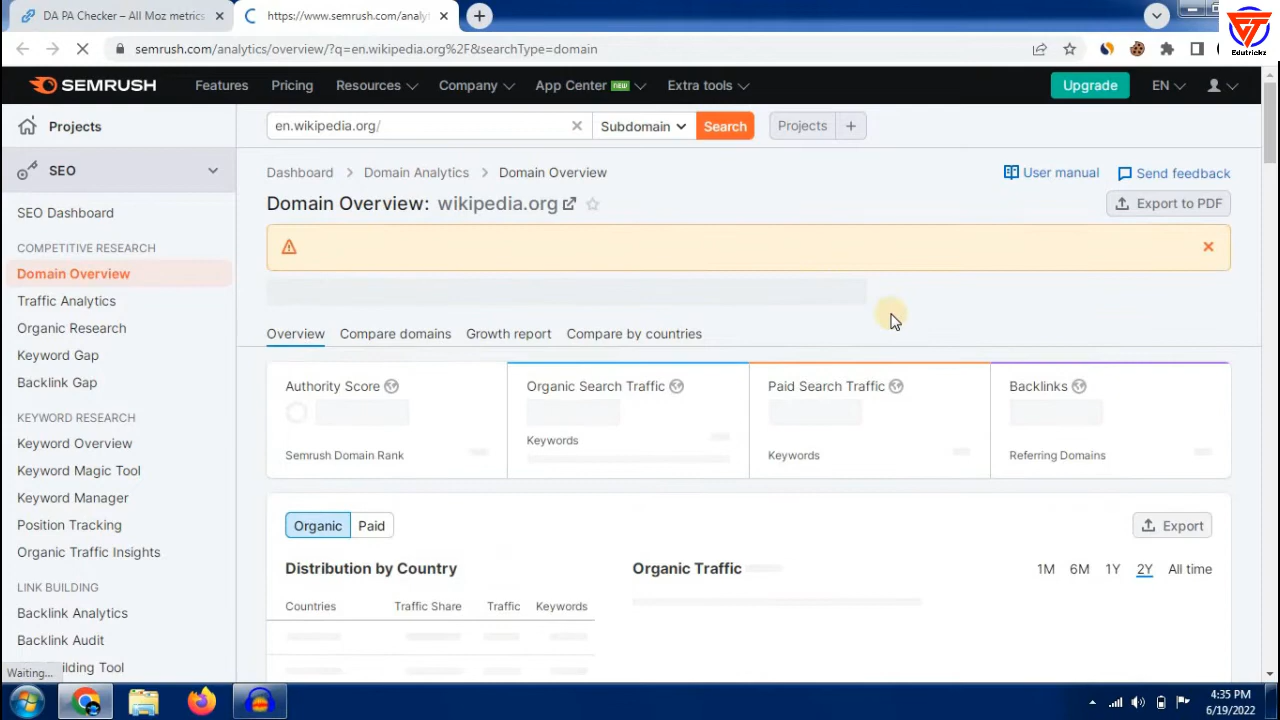 DA PA Checker – All Moz metrics
https://www.semrush.com/analyt
Edutrickz
semrush.com/analytics/overview/?q=en.wikipedia.org%2F&searchType=domain
SEMRUSH
Features
Pricing
Resources
Company
App Center NEW
Extra tools
Upgrade
EN
Projects
en.wikipedia.org/
Subdomain
Search
Projects
+
SEO
Dashboard > Domain Analytics > Domain Overview
User manual
Send feedback
Domain Overview: wikipedia.org
Export to PDF
SEO Dashboard
COMPETITIVE RESEARCH
Domain Overview
Traffic Analytics
Organic Research
Keyword Gap
Backlink Gap
KEYWORD RESEARCH
Keyword Overview
Keyword Magic Tool
Keyword Manager
Position Tracking
Organic Traffic Insights
LINK BUILDING
Backlink Analytics
Backlink Audit
ilding Tool
Waiting...
Overview
Compare domains
Growth report
Compare by countries
Authority Score
Semrush Domain Rank
Organic Search Traffic
Keywords
Paid Search Traffic
Keywords
Backlinks
Referring Domains
Organic
Paid
Export
Distribution by Country
Countries
Traffic Share
Traffic
Keywords
Organic Traffic
1M
6M
1Y
2Y
All time
4:35 PM
6/19/2022